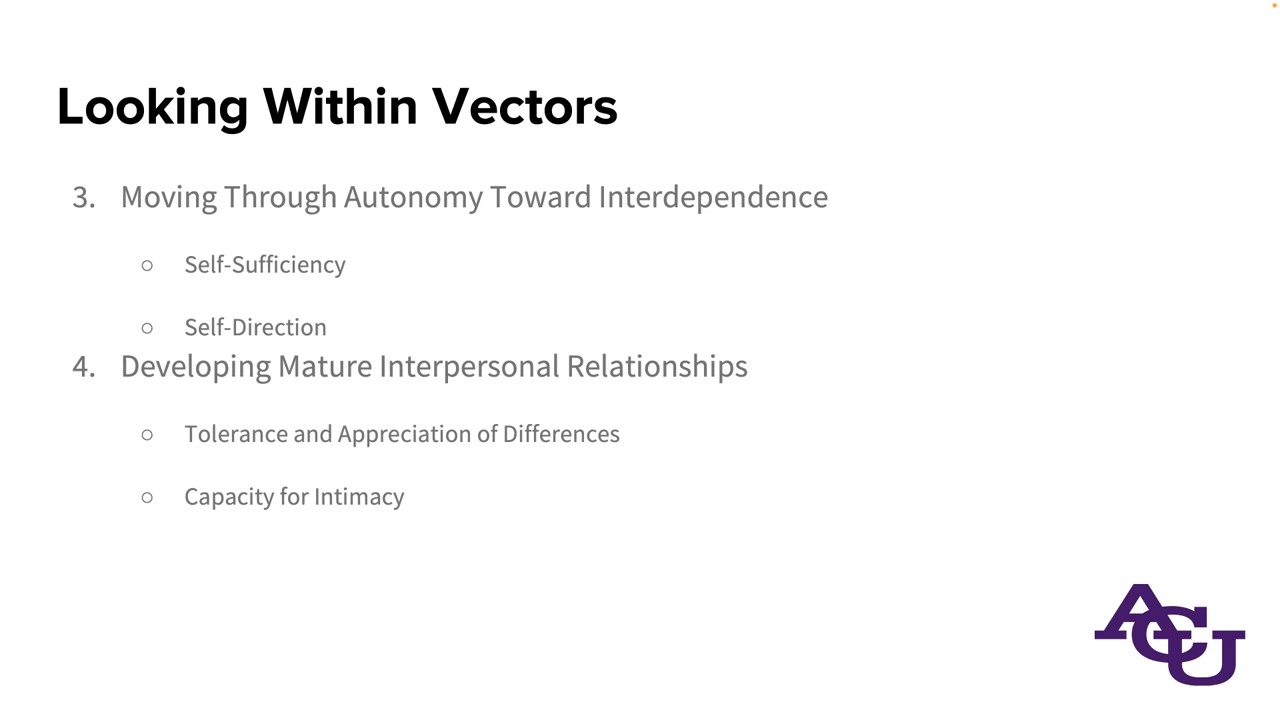 Looking Within Vectors
3. Moving Through Autonomy Toward Interdependence
○ Self-Sufficiency
○ Self-Direction
4. Developing Mature Interpersonal Relationships
○ Tolerance and Appreciation of Differences
○ Capacity for Intimacy
ACU